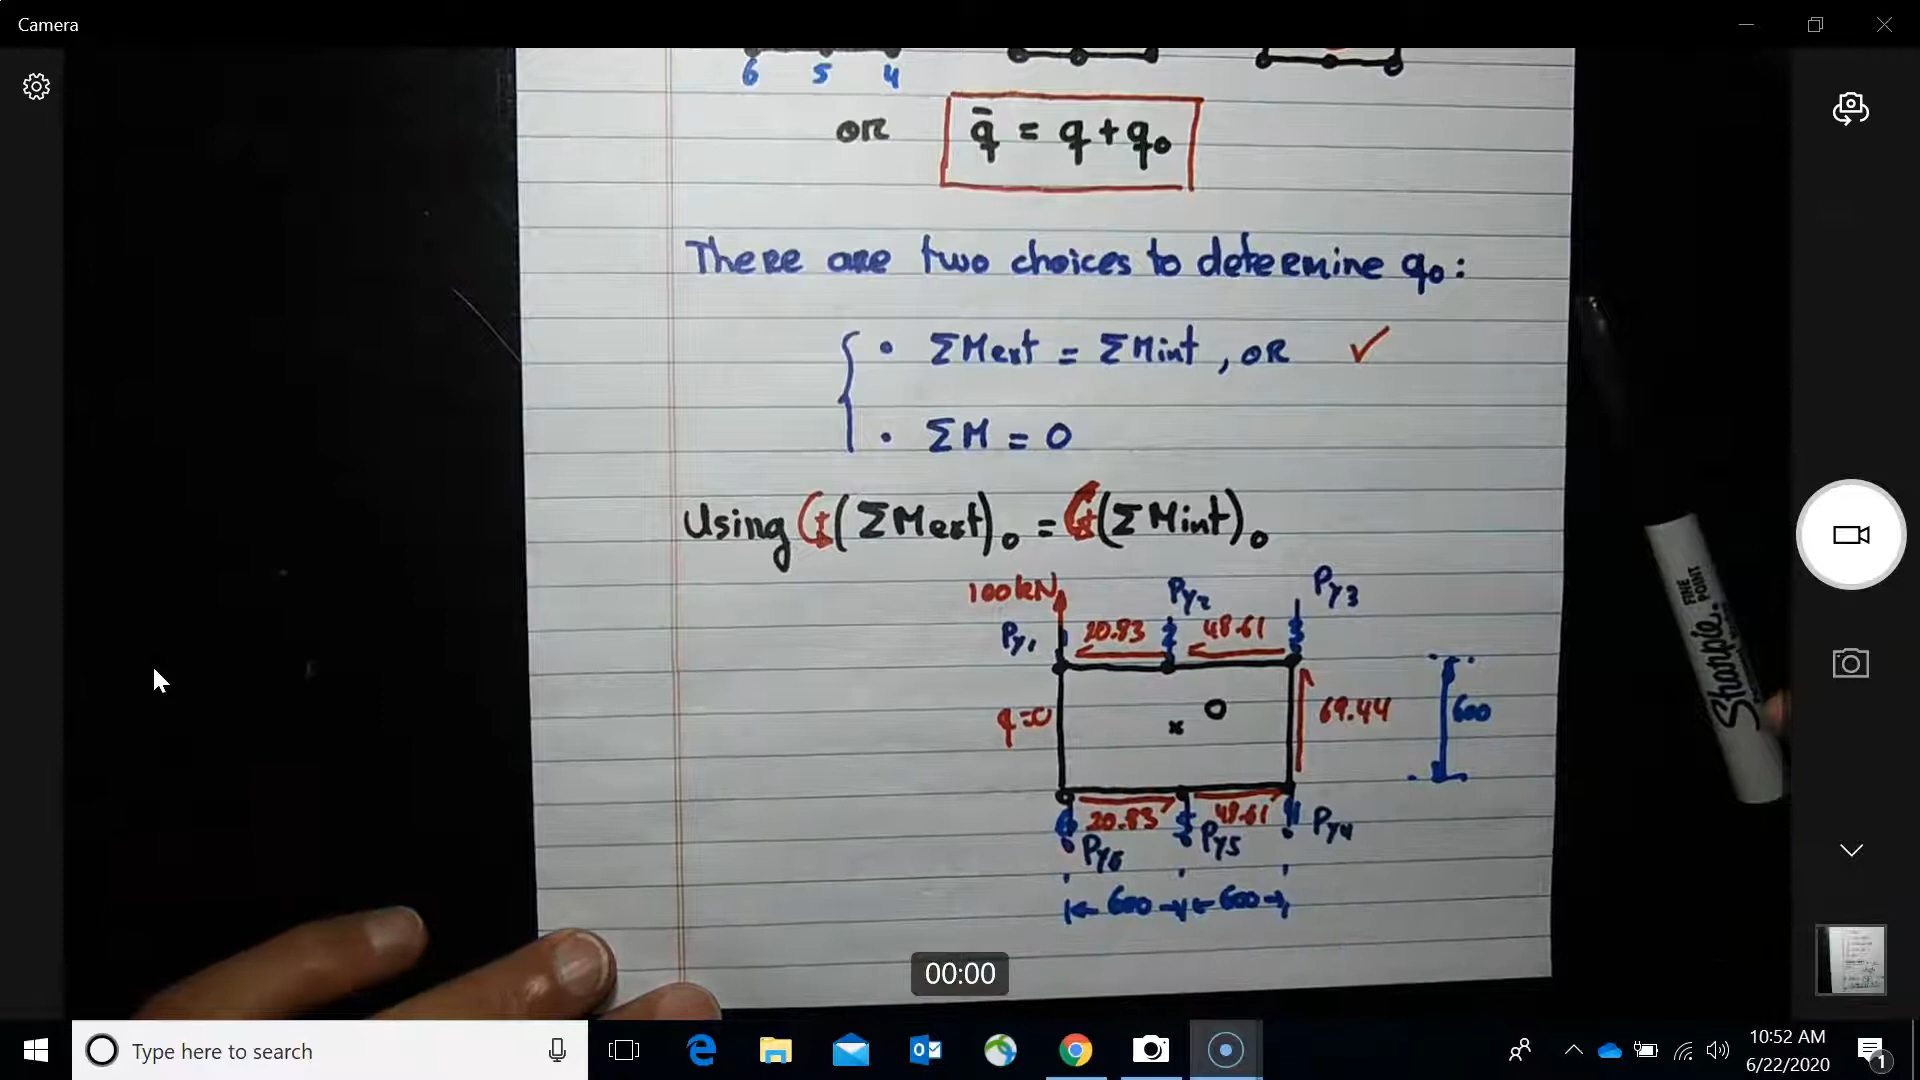 Camera
6 5 4
OR q̄ = q + q₀
There are two choices to determine q₀:
• ΣMext = ΣMint, OR ✓
• ΣM = 0
Using (ΣMext)₀ = (ΣMint)₀
100kN Py2 Py3
Py1 20.83 48.61
q=0 O 69.44 600
20.83 48.61 Py4
Py6 Py5
600 600
FINE POINT
Sharpie.
00:00
Type here to search
10:52 AM
6/22/2020
1